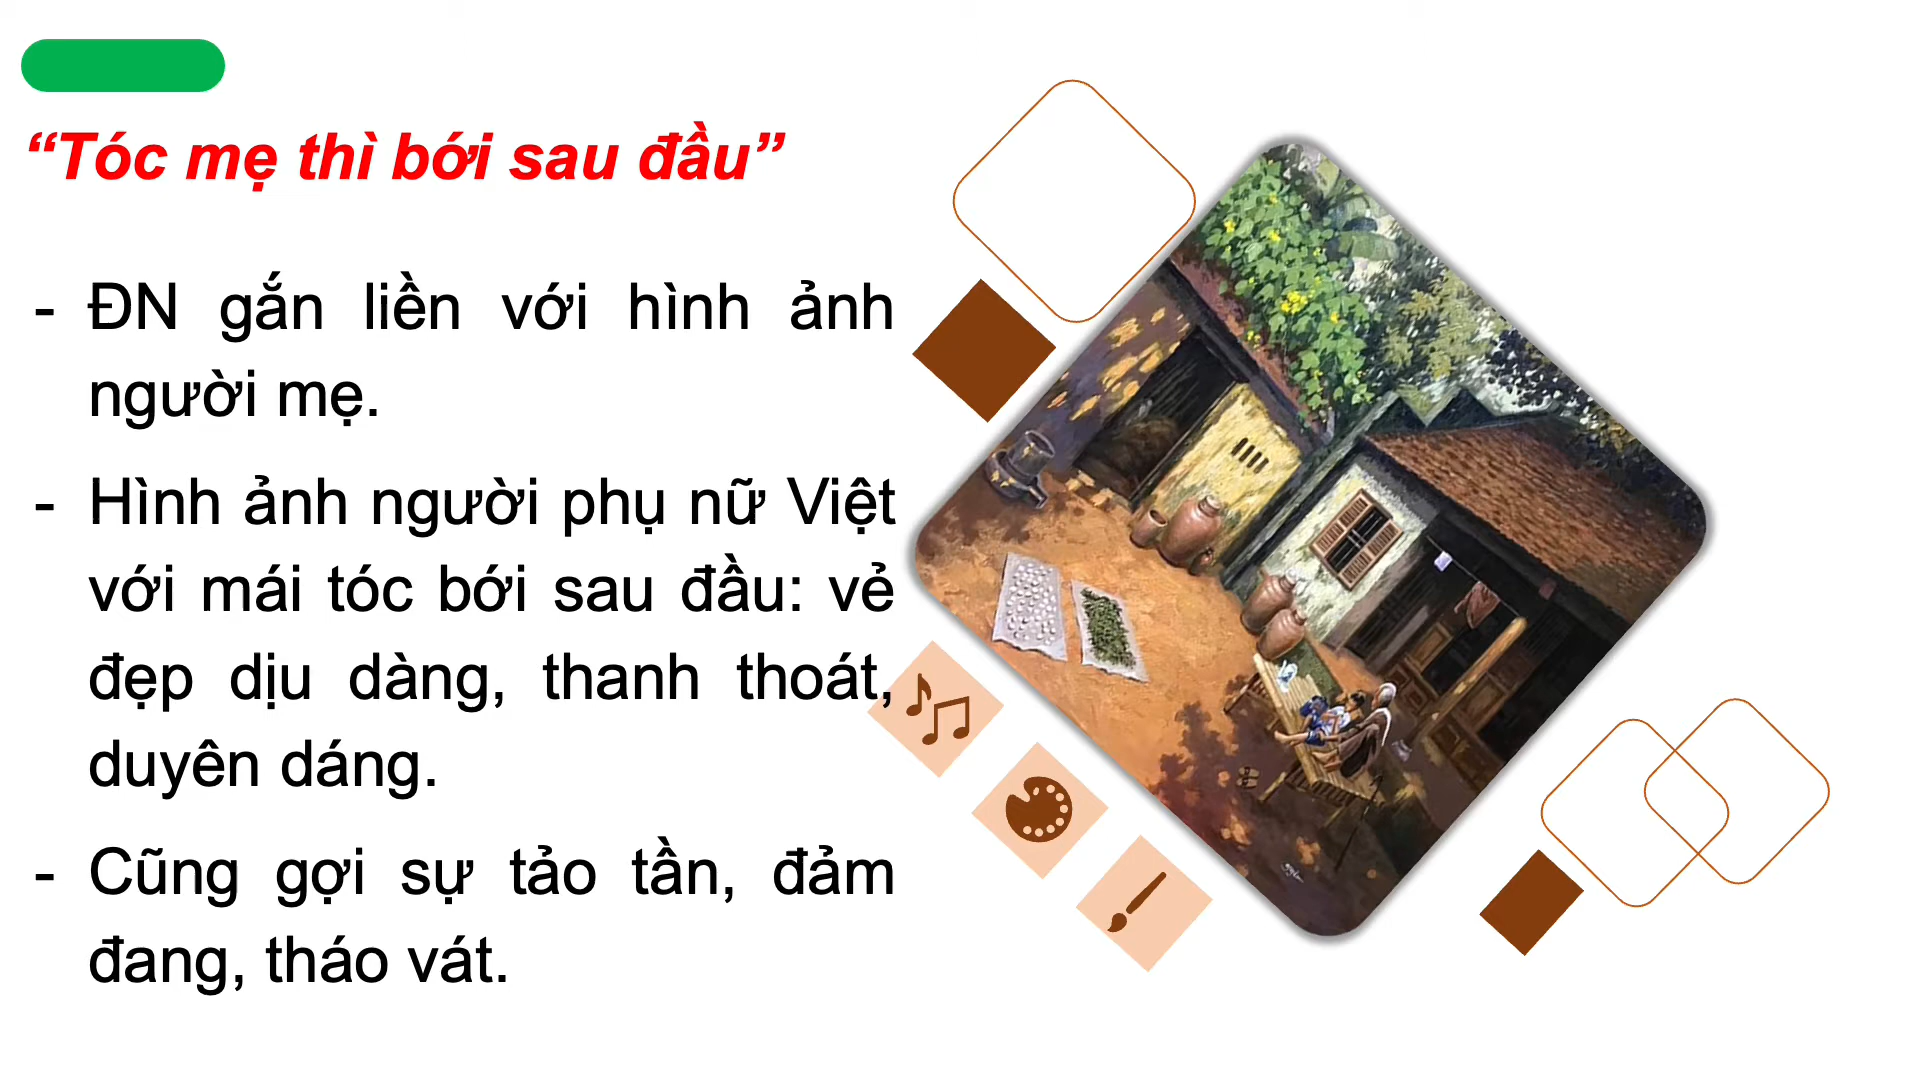 “Tóc mẹ thì bới sau đầu”
- ĐN gắn liền với hình ảnh
người mẹ.
- Hình ảnh người phụ nữ Việt
với mái tóc bới sau đầu: vẻ
đẹp dịu dàng, thanh thoát,
duyên dáng.
- Cũng gợi sự tảo tần, đảm
đang, tháo vát.